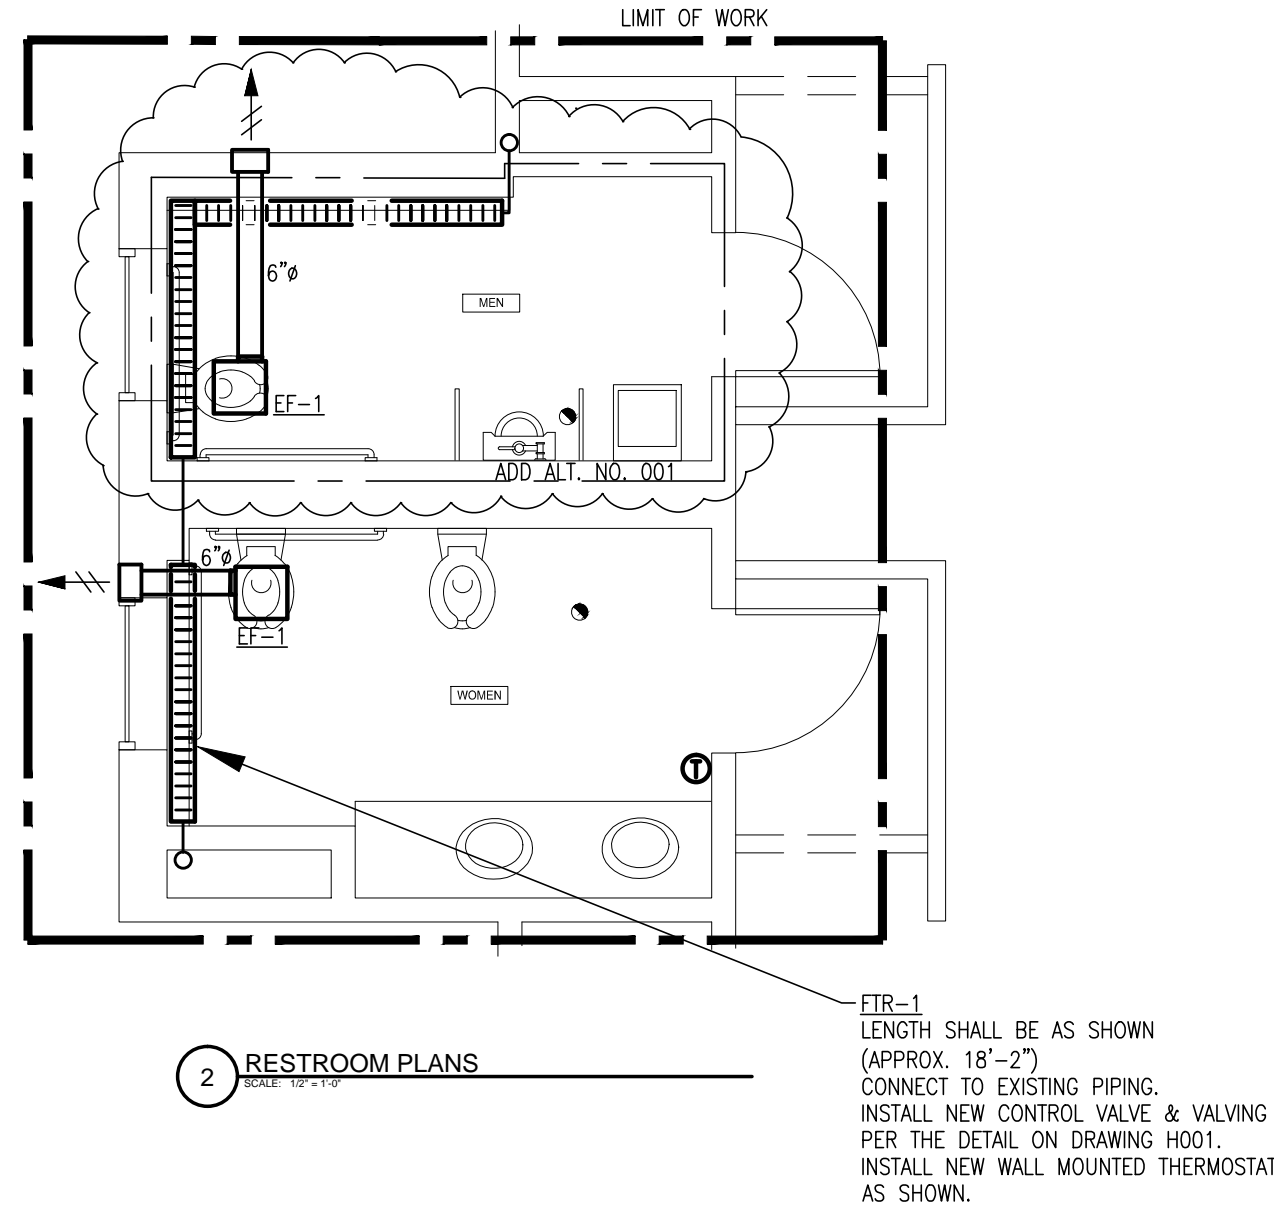 LIMIT OF WORK
6"ø
MEN
EF-1
ADD ALT. NO. 001
6"ø
EF-1
WOMEN
T
FTR-1
LENGTH SHALL BE AS SHOWN
(APPROX. 18'-2")
CONNECT TO EXISTING PIPING.
INSTALL NEW CONTROL VALVE & VALVING
PER THE DETAIL ON DRAWING H001.
INSTALL NEW WALL MOUNTED THERMOSTAT
AS SHOWN.
2
RESTROOM PLANS
SCALE: 1/2" = 1'-0"